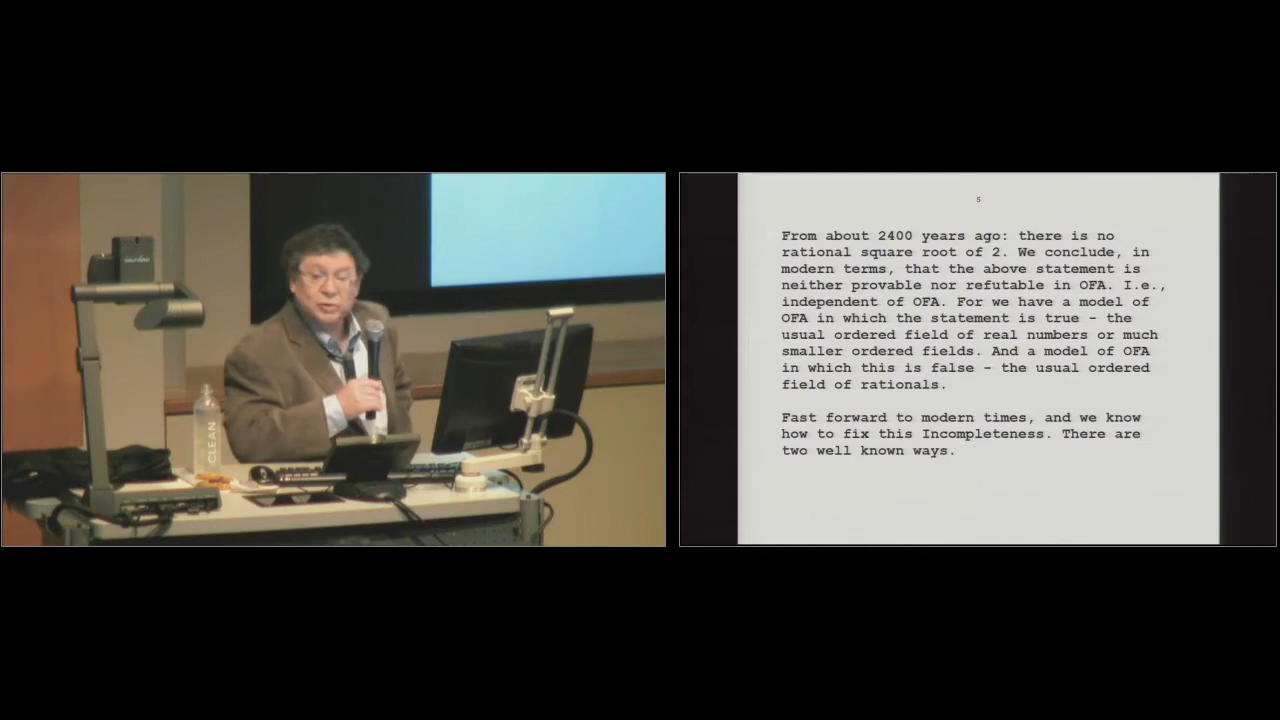 CLEAN
5
From about 2400 years ago: there is no
rational square root of 2. We conclude, in
modern terms, that the above statement is
neither provable nor refutable in OFA. I.e.,
independent of OFA. For we have a model of
OFA in which the statement is true - the
usual ordered field of real numbers or much
smaller ordered fields. And a model of OFA
in which this is false - the usual ordered
field of rationals.
Fast forward to modern times, and we know
how to fix this Incompleteness. There are
two well known ways.